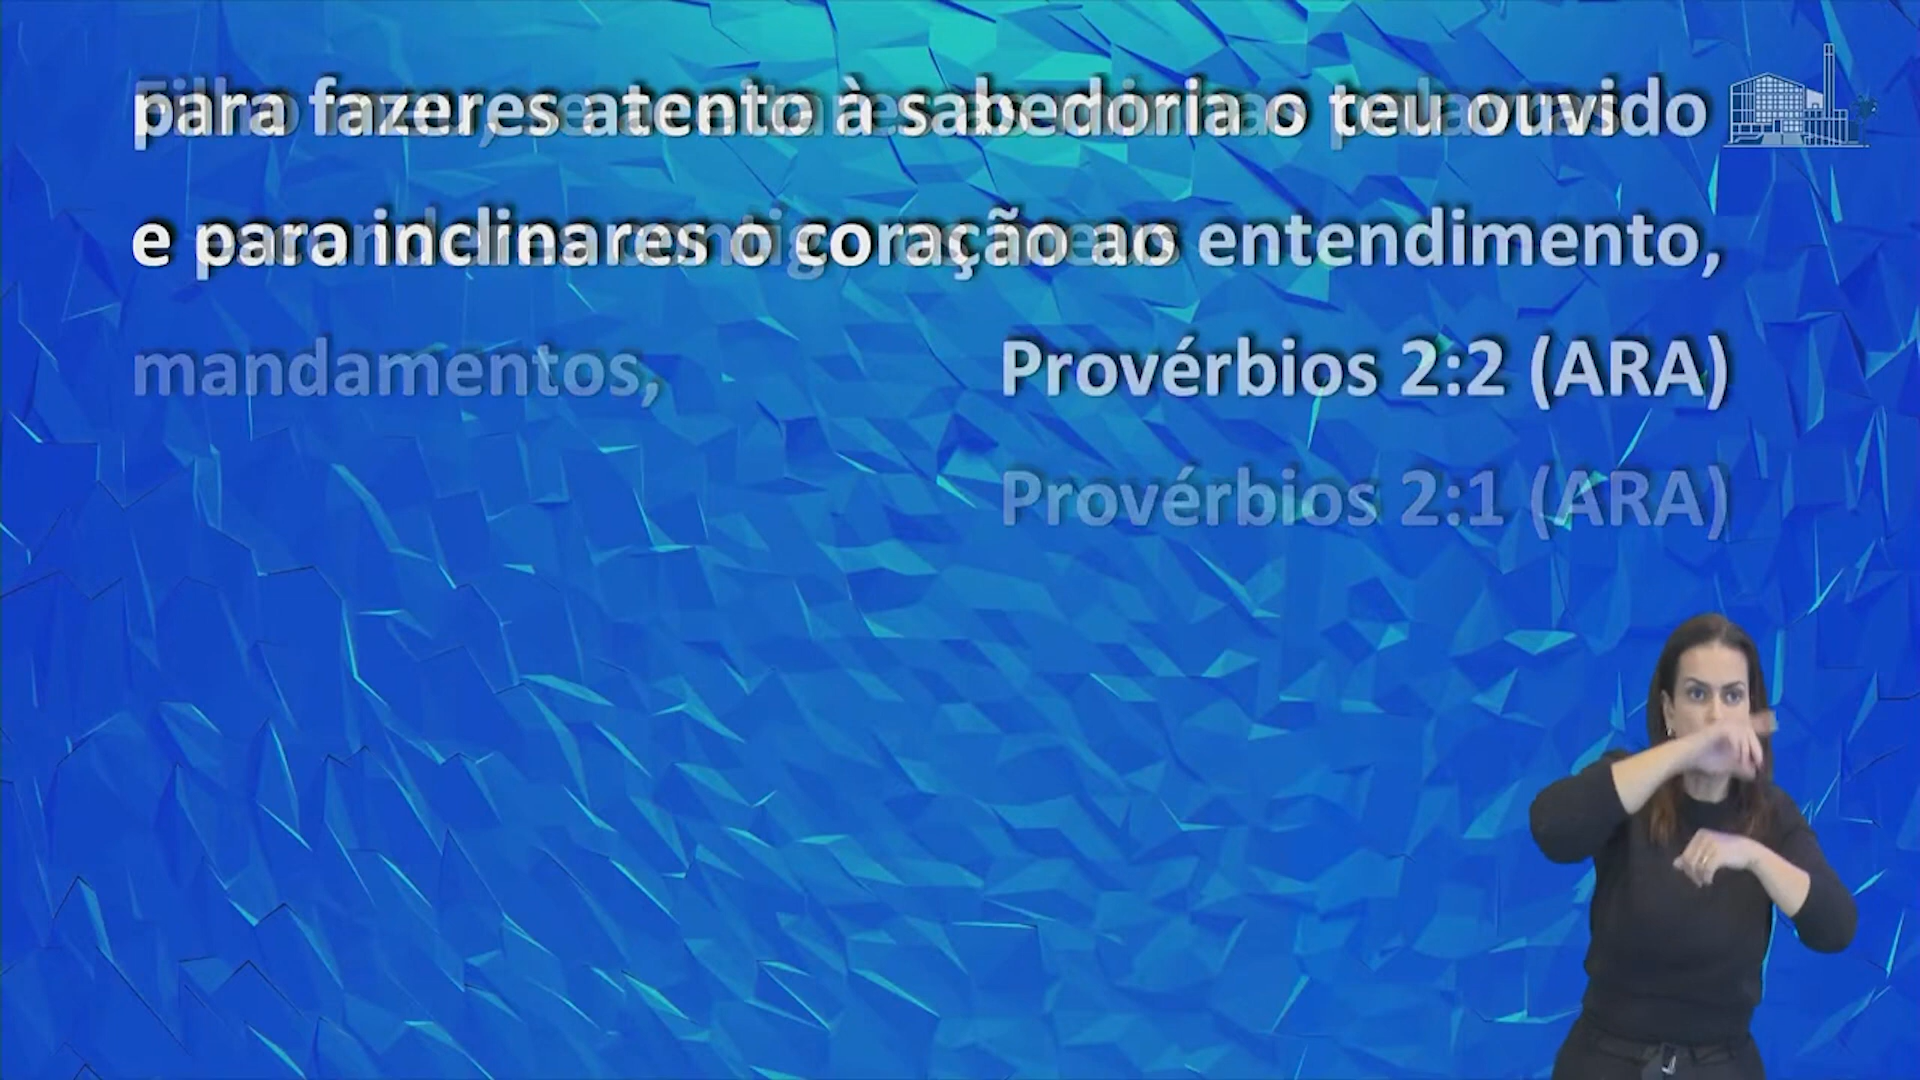 para fazeres atento à sabedoria o teu ouvido
e para inclinares o coração ao entendimento,
mandamentos,
Provérbios 2:2 (ARA)
Provérbios 2:1 (ARA)